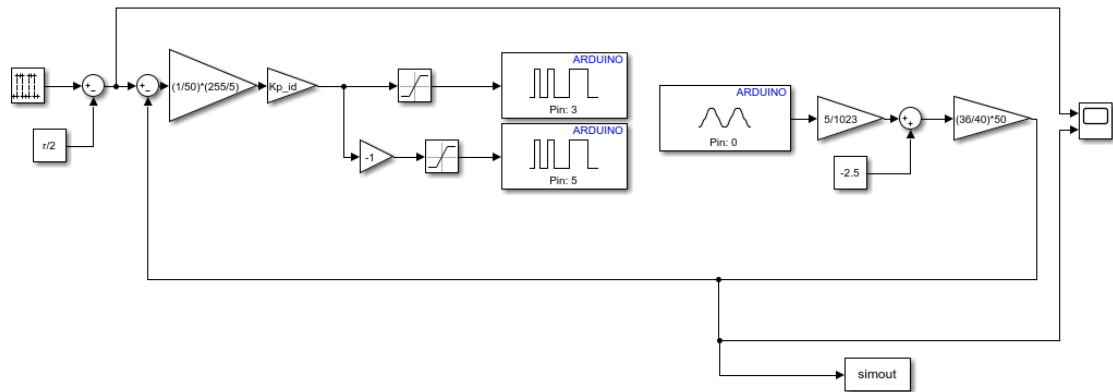 ARDUINO
(1/50)*(255/5)
Kp_id
Pin: 3
ARDUINO
5/1023
(36/40)*50
Pin: 0
r/2
ARDUINO
-1
Pin: 5
-2.5
simout